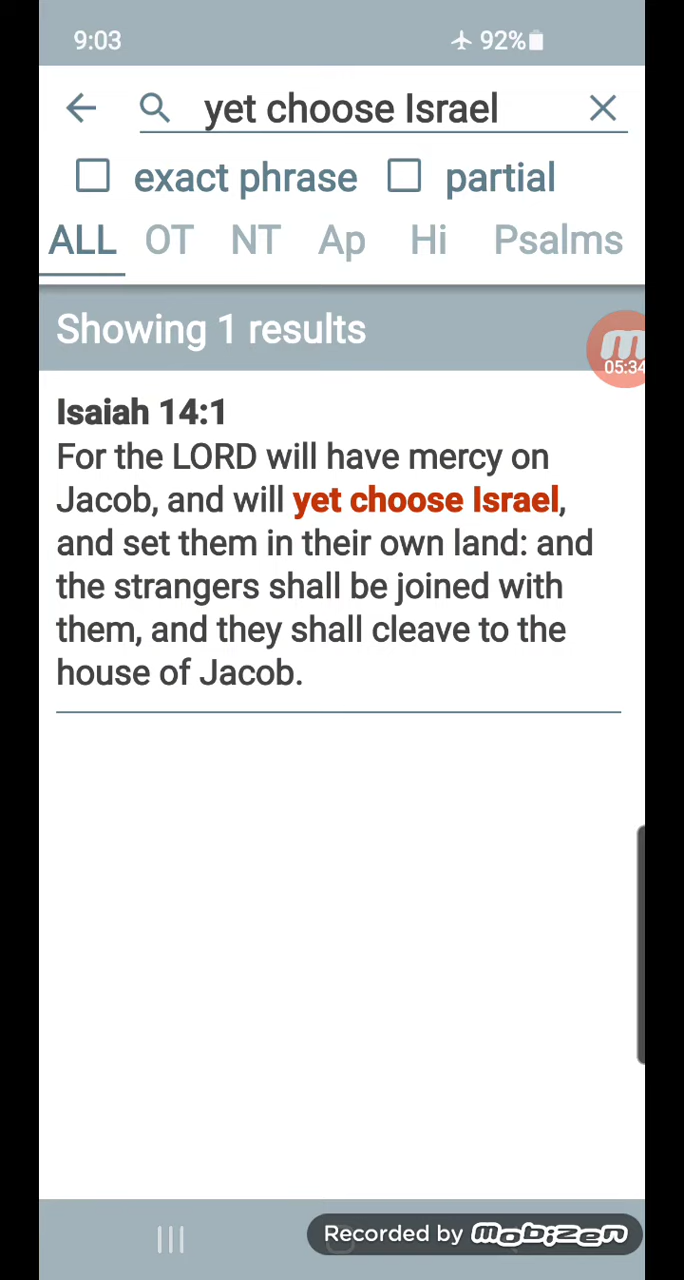 9:03 92%
yet choose Israel
exact phrase partial
ALL OT NT Ap Hi Psalms
Showing 1 results
05:34
Isaiah 14:1
For the LORD will have mercy on
Jacob, and will yet choose Israel,
and set them in their own land: and
the strangers shall be joined with
them, and they shall cleave to the
house of Jacob.
Recorded by mobizen